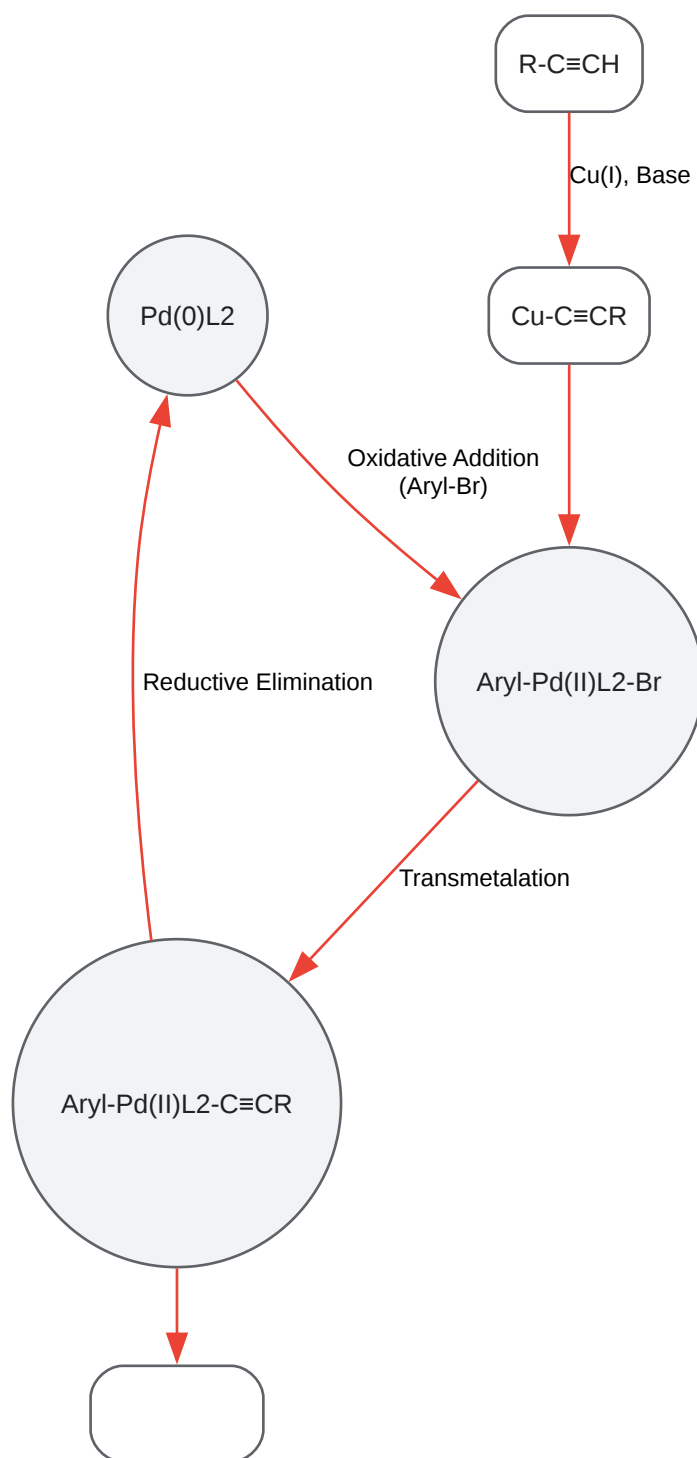 R-C≡CH
Cu(I), Base
Pd(0)L2
Cu-C≡CR
Oxidative Addition
(Aryl-Br)
Reductive Elimination
Aryl-Pd(II)L2-Br
Transmetalation
Aryl-Pd(II)L2-C≡CR